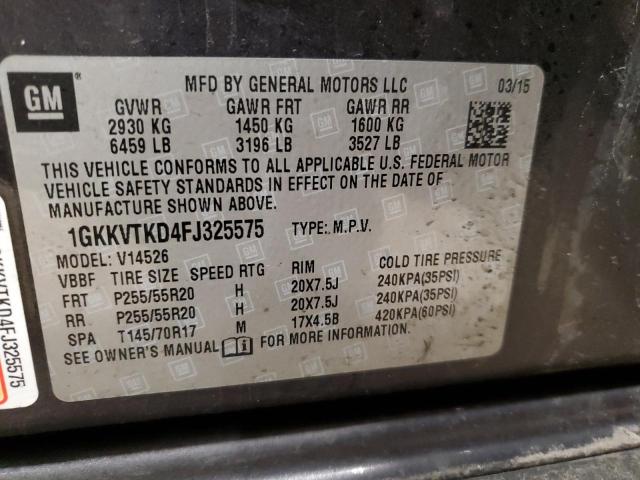 GM
®
MFD BY GENERAL MOTORS LLC
03/15
GVWR GAWR FRT GAWR RR
2930 KG 1450 KG 1600 KG
6459 LB 3196 LB 3527 LB
THIS VEHICLE CONFORMS TO ALL APPLICABLE U.S. FEDERAL MOTOR
VEHICLE SAFETY STANDARDS IN EFFECT ON THE DATE OF
MANUFACTURE SHOWN ABOVE.
1GKKVTKD4FJ325575 TYPE: M.P.V.
MODEL: V14526
VBBF TIRE SIZE SPEED RTG RIM COLD TIRE PRESSURE
FRT P255/55R20 H 20X7.5J 240KPA(35PSI)
RR P255/55R20 H 20X7.5J 240KPA(35PSI)
SPA T145/70R17 M 17X4.5B 420KPA(60PSI)
SEE OWNER'S MANUAL FOR MORE INFORMATION.
1GKKVTKD4FJ325575